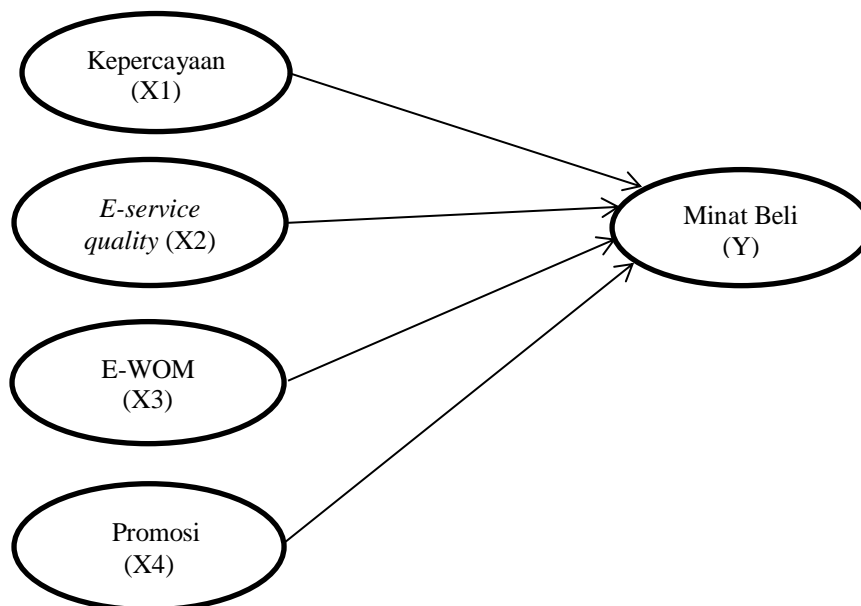 Kepercayaan
(X1)
E-service
quality (X2)
E-WOM
(X3)
Promosi
(X4)
Minat Beli
(Y)